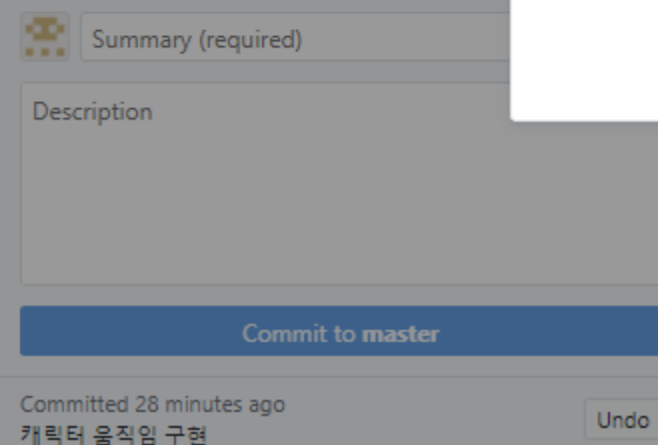 Summary (required)
Description
Commit to master
Committed 28 minutes ago
캐릭터 움직임 구현
Undo